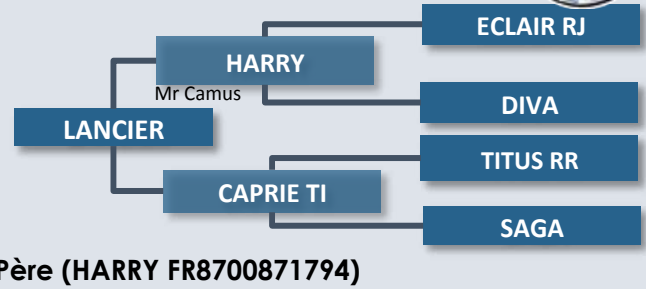 ECLAIR RJ
HARRY
Mr Camus
DIVA
LANCIER
TITUS RR
CAPRIE TI
SAGA
Père (HARRY FR8700871794)